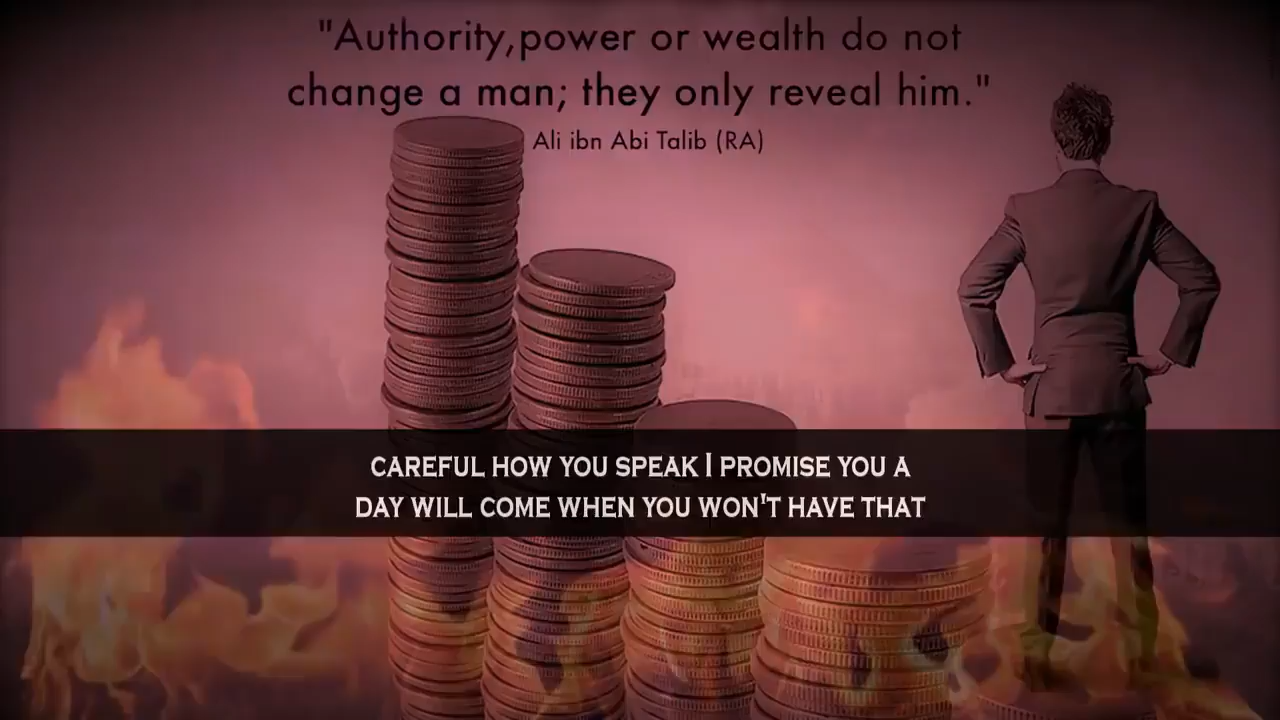 "Authority,power or wealth do not
change a man; they only reveal him."
Ali ibn Abi Talib (RA)
CAREFUL HOW YOU SPEAK I PROMISE YOU A
DAY WILL COME WHEN YOU WON'T HAVE THAT